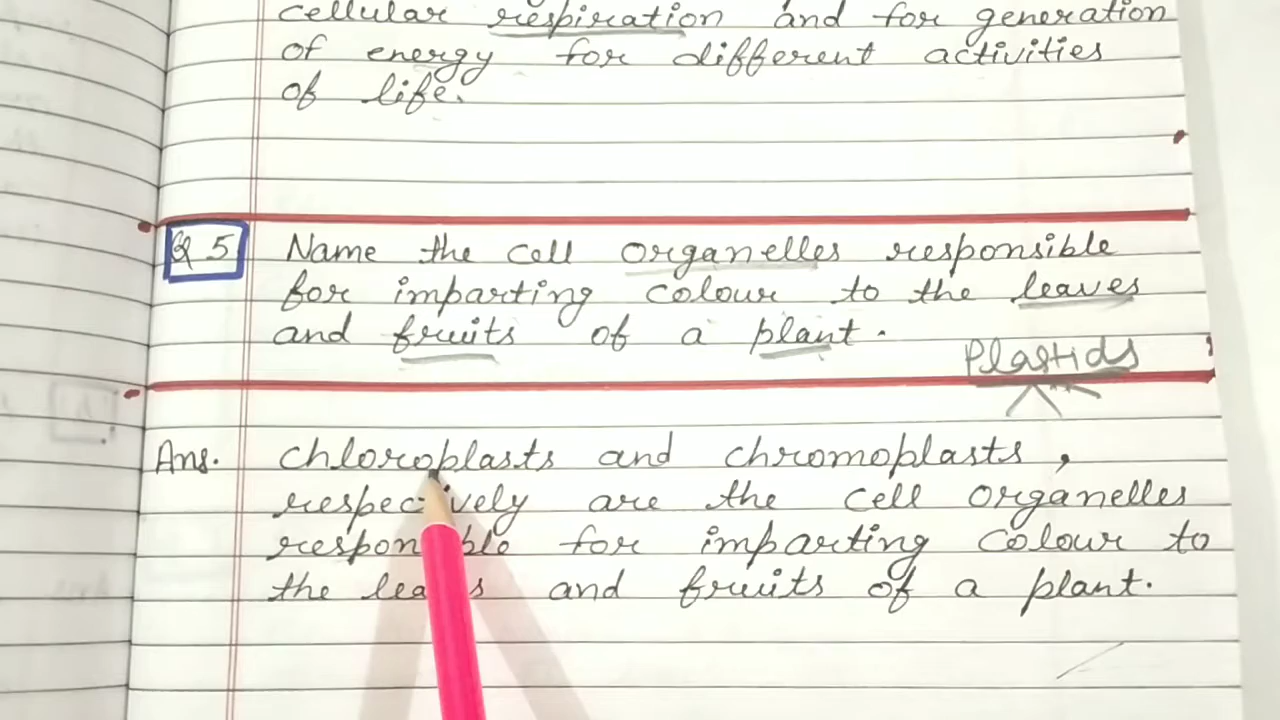 cellular respiration and for generation
of energy for different activities
of life.
Q 5 Name the cell organelles responsible
for imparting colour to the leaves
and fruits of a plant.
Plastids
Ans. Chloroplasts and chromoplasts,
respectively are the cell organelles
responsible for imparting colour to
the leaves and fruits of a plant.